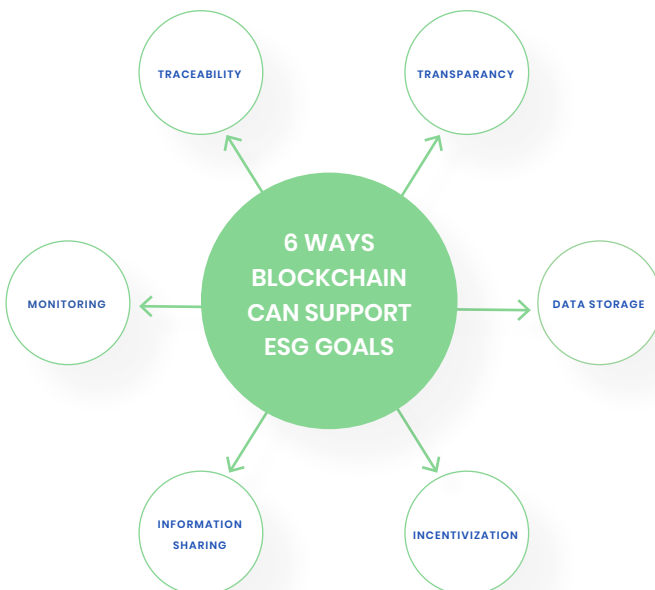 TRACEABILITY
TRANSPARANCY
6 WAYS
BLOCKCHAIN
CAN SUPPORT
ESG GOALS
MONITORING
DATA STORAGE
INFORMATION
SHARING
INCENTIVIZATION